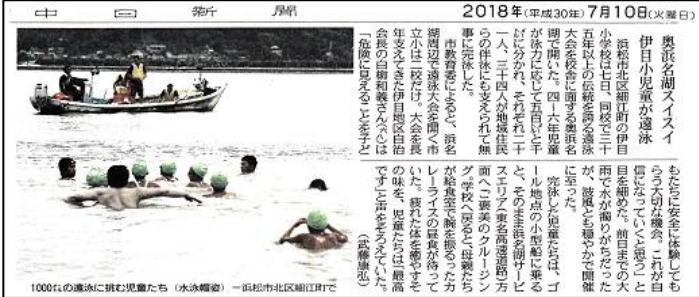 中日新聞
2018年(平成30年)7月10日(火曜日)
奥浜名湖スイスイ
伊目小児童が遠泳
浜松市北区細江町の伊目
小学校は七日、同校で三十
五年以上の伝統を誇る遠泳
大会を校舎に面する奥浜名
湖で開いた。四-六年児童
が泳力に応じて五百㍍と千
㍍に分かれ、それぞれ二十
一人、三十四人が地域住民
らの伴泳にも支えられて無
事に完泳した。
市教育委によると、浜名
湖周辺で遠泳大会を開く市
立小は二校だけ。大会を長
年支えてきた伊目地区自治
会長の白柳和義さんは
「危険に見えることを子ど
もたちに安全に体験しても
らう大切な機会。これが自
信になっていくと思う」と
目を細めた。前日までの大
雨で水が濁りがちだった
が、波風とも穏やかで開催
に至った。
完泳した児童たちは、ゴ
ール地点の小型船に乗る
と、そのまま浜名湖サービ
スエリア(東名高速道路)方
面へご褒美のクルージン
グ。学校へ戻ると、母親たち
が給食室で腕を振るったカ
レーライスの昼食が待って
いた。疲れた体を癒やすそ
の味を、児童たちは「最高
です」と声をそろえていた。
(武藤康弘)
1000㍍の遠泳に挑む児童たち(水泳帽姿)=浜松市北区細江町で